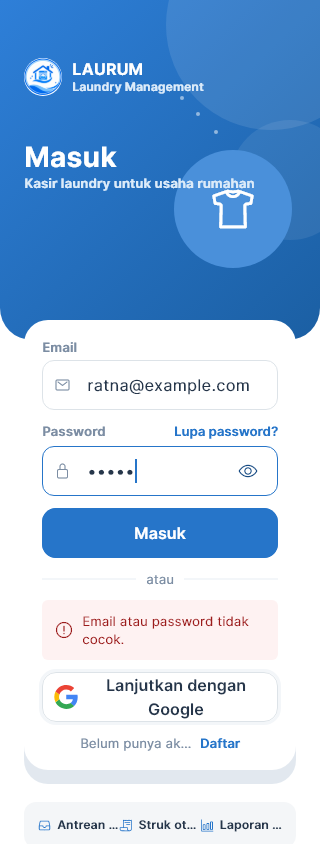 LAURUM
Laundry Management
Masuk
Kasir laundry untuk usaha rumahan
Email
ratna@example.com
Password
Lupa password?
•••••
Masuk
atau
Email atau password tidak
cocok.
Lanjutkan dengan
Google
Belum punya ak... Daftar
Antrean ... Struk ot... Laporan ...